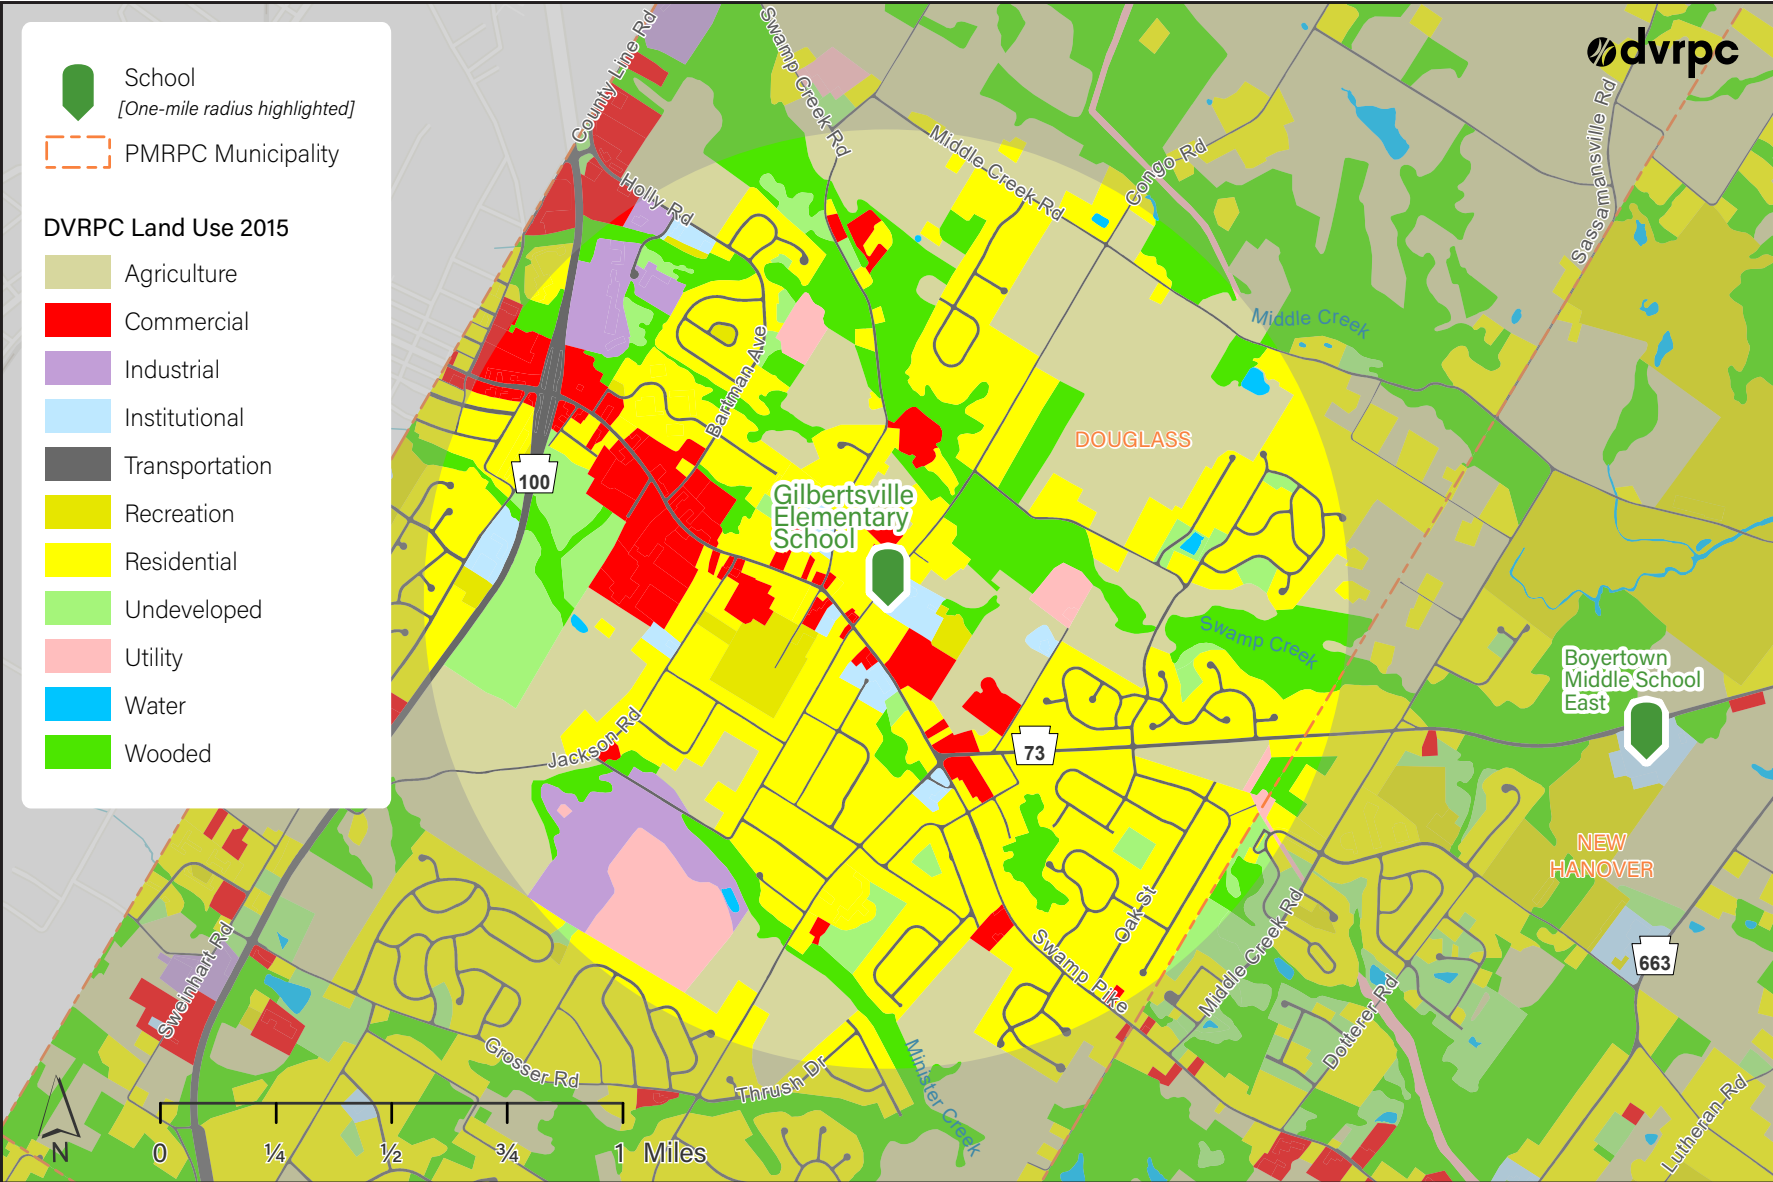 School
[One-mile radius highlighted]
PMRPC Municipality
DVRPC Land Use 2015
Agriculture
Commercial
Industrial
Institutional
Transportation
Recreation
Residential
Undeveloped
Utility
Water
Wooded
dvrpc
County Line Rd
Swamp Creek Rd
Holly Rd
Middle Creek Rd
Congo Rd
Sassamansville Rd
Middle Creek
Bartman Ave
DOUGLASS
100
Gilbertsville
Elementary
School
Swamp Creek
Boyertown
Middle School
East
Jackson Rd
73
NEW
HANOVER
Oak St
Swamp Pike
Middle Creek Rd
663
Sweinhart Rd
Dotterer Rd
Grosser Rd
Thrush Dr
Minister Creek
Lutheran Rd
N
0 1/4 1/2 3/4 1 Miles